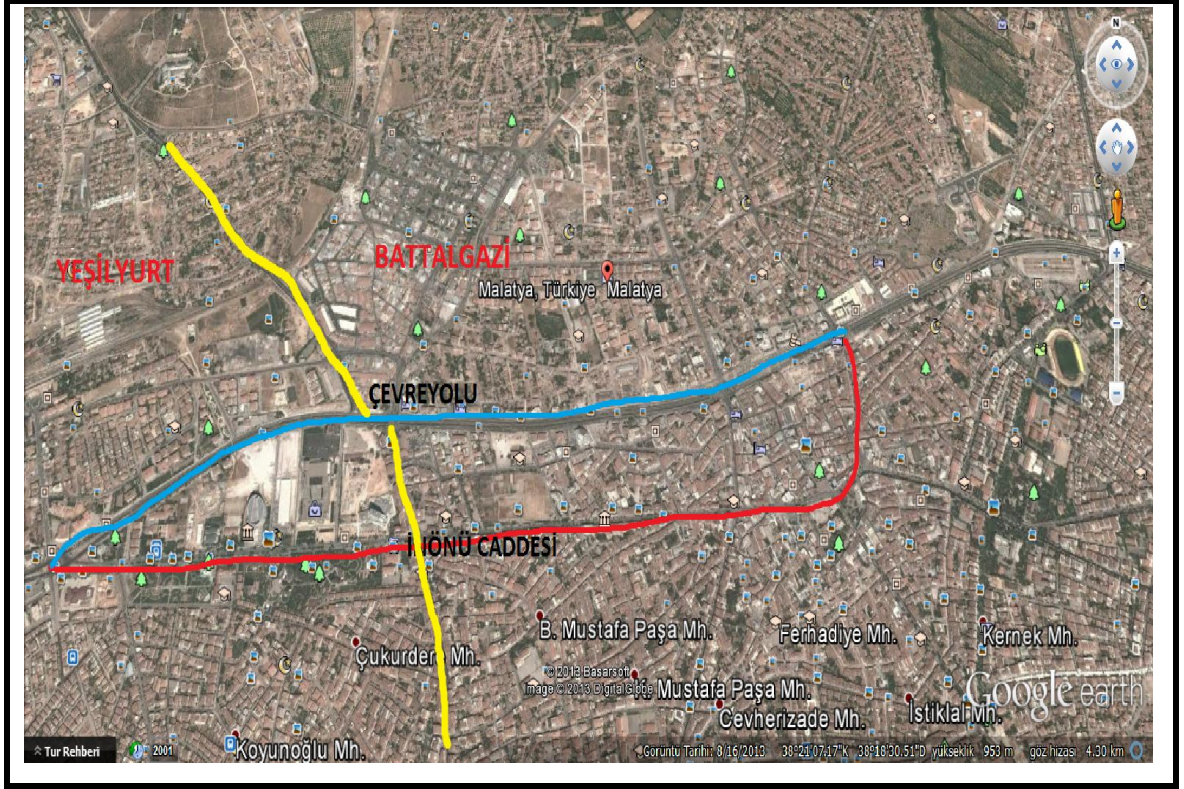 N
YEŞİLYURT
BATTALGAZİ
Malatya, Türkiye Malatya
ÇEVREYOLU
İNÖNÜ CADDESİ
B. Mustafa Paşa Mh.
Ferhadiye Mh.
Kernek Mh.
Çukurdere Mh.
© 2013 Basarsoft
Image © 2013 DigitalGlobe
K. Mustafa Paşa Mh.
Cevherizade Mh.
İstiklal Mh.
Google earth
Koyunoğlu Mh.
Tur Rehberi
2001
Görüntü Tarihi: 8/16/2013 38°21'07.17"K 38°18'30.51"D yükseklik 953 m göz hizası 4.30 km